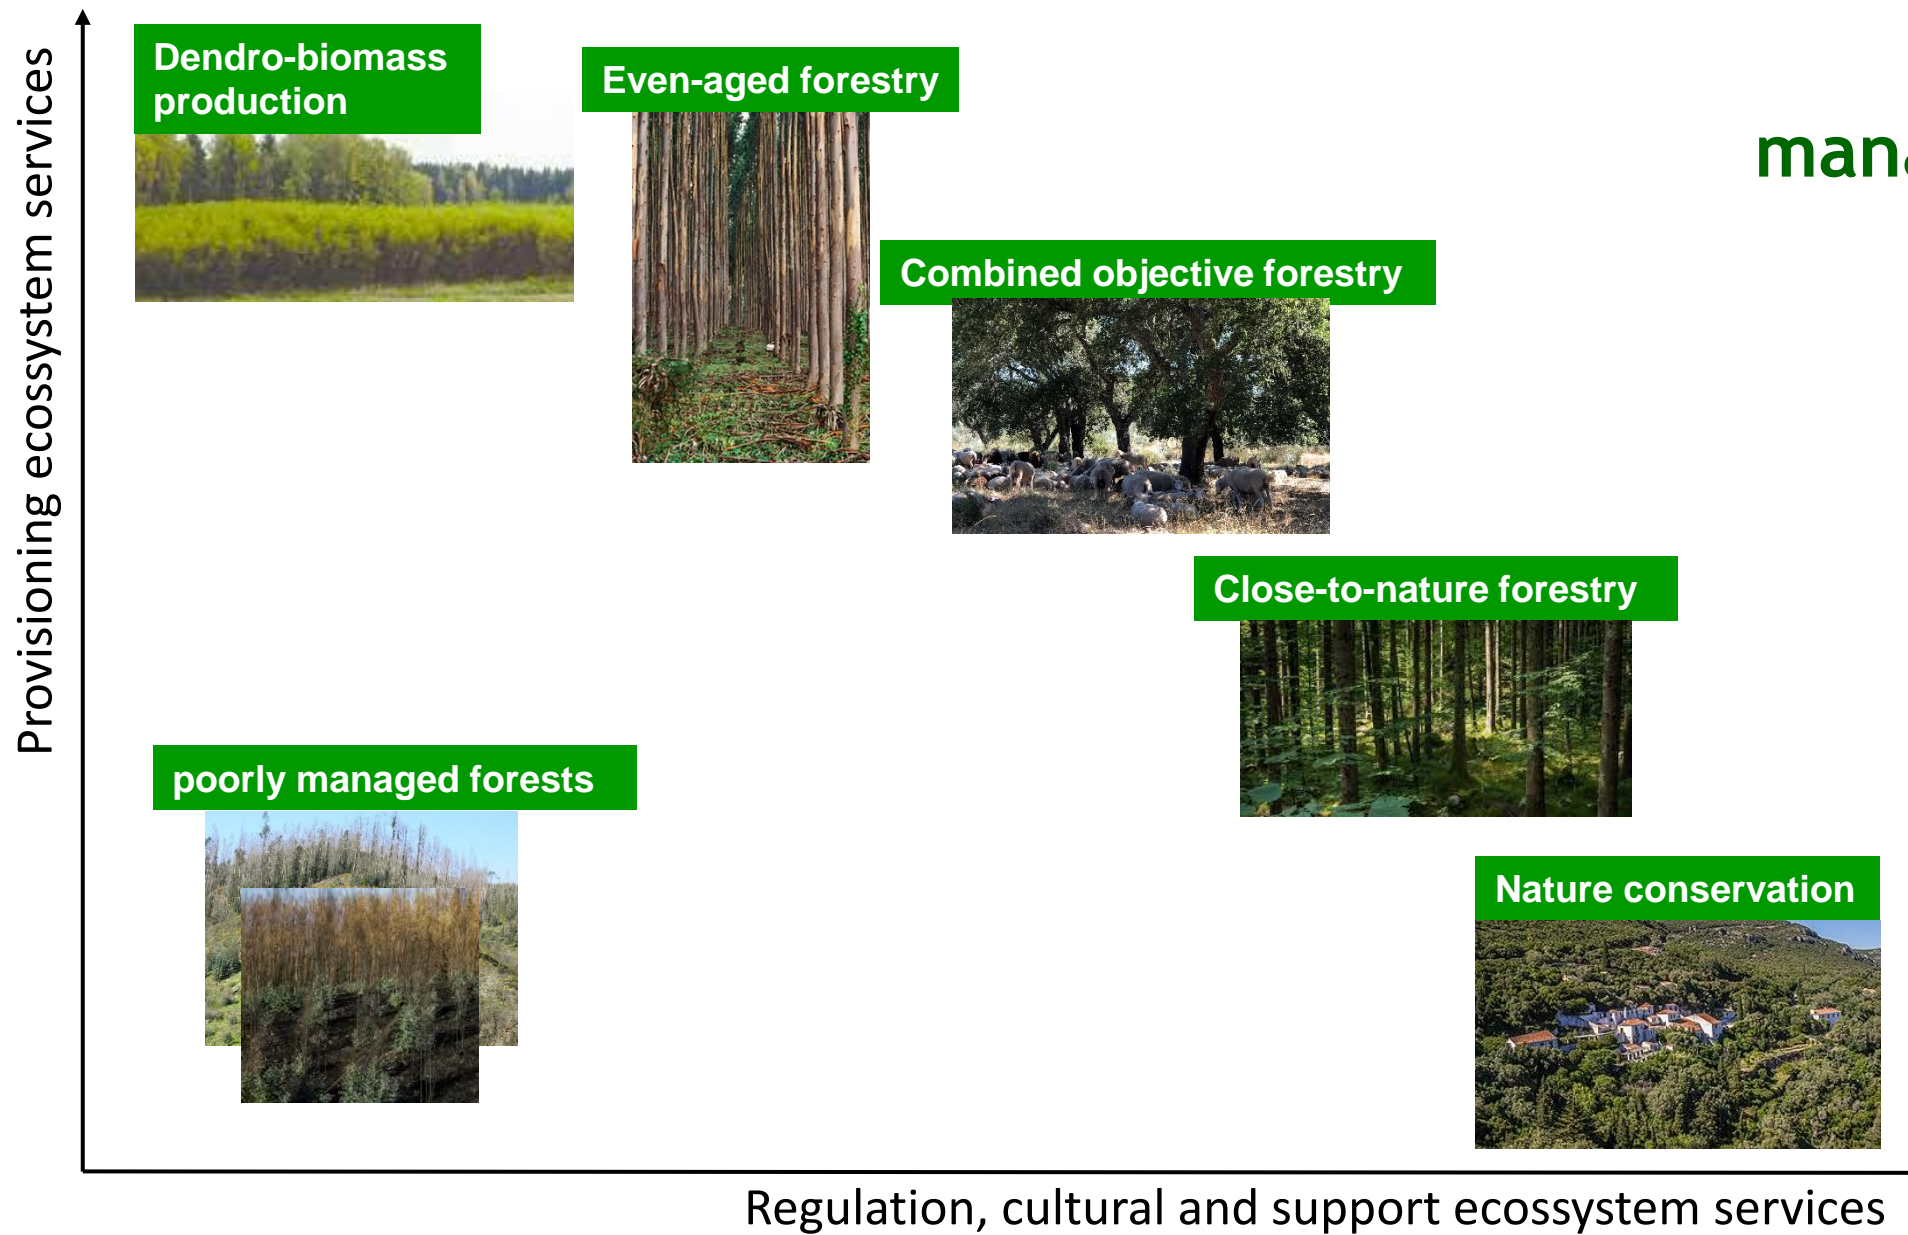 Provisioning ecossystem services
Dendro-biomass
production
Even-aged forestry
Combined objective forestry
Close-to-nature forestry
poorly managed forests
Nature conservation
Regulation, cultural and support ecossystem services